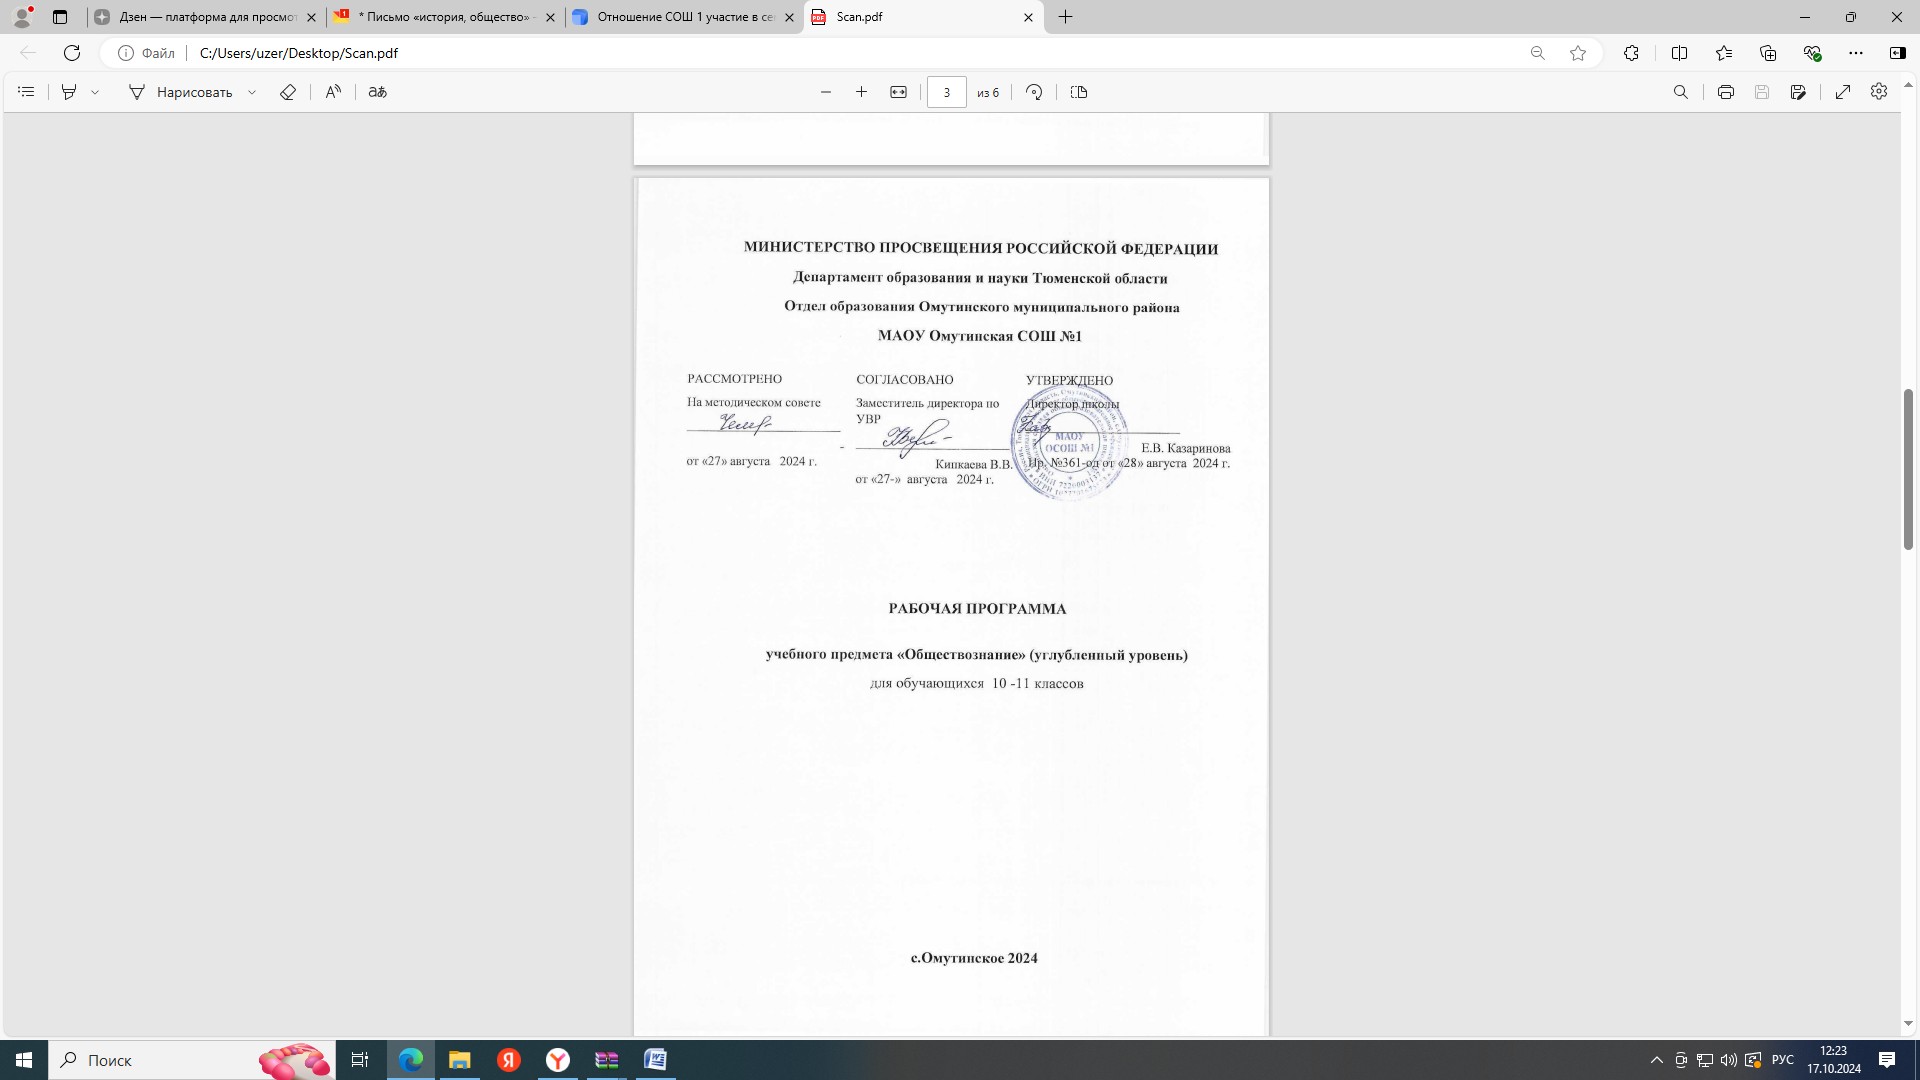 Дзен — платформа для просмот
* Письмо «история, общество» -
Отношение СОШ 1 участие в се
Scan.pdf
Файл
C:/Users/uzer/Desktop/Scan.pdf
Нарисовать
3
из 6
МИНИСТЕРСТВО ПРОСВЕЩЕНИЯ РОССИЙСКОЙ ФЕДЕРАЦИИ
Департамент образования и науки Тюменской области
Отдел образования Омутинского муниципального района
МАОУ Омутинская СОШ №1
РАССМОТРЕНО
На методическом совете
от «27» августа 2024 г.
СОГЛАСОВАНО
Заместитель директора по
УВР
Кипкаева В.В.
от «27-» августа 2024 г.
УТВЕРЖДЕНО
Директор школы
МАОУ
ОСОШ №1
Е.В. Казаринова
Пр. №361-од от «28» августа 2024 г.
РАБОЧАЯ ПРОГРАММА
учебного предмета «Обществознание» (углубленный уровень)
для обучающихся 10 -11 классов
с.Омутинское 2024
Поиск
РУС
12:23
17.10.2024